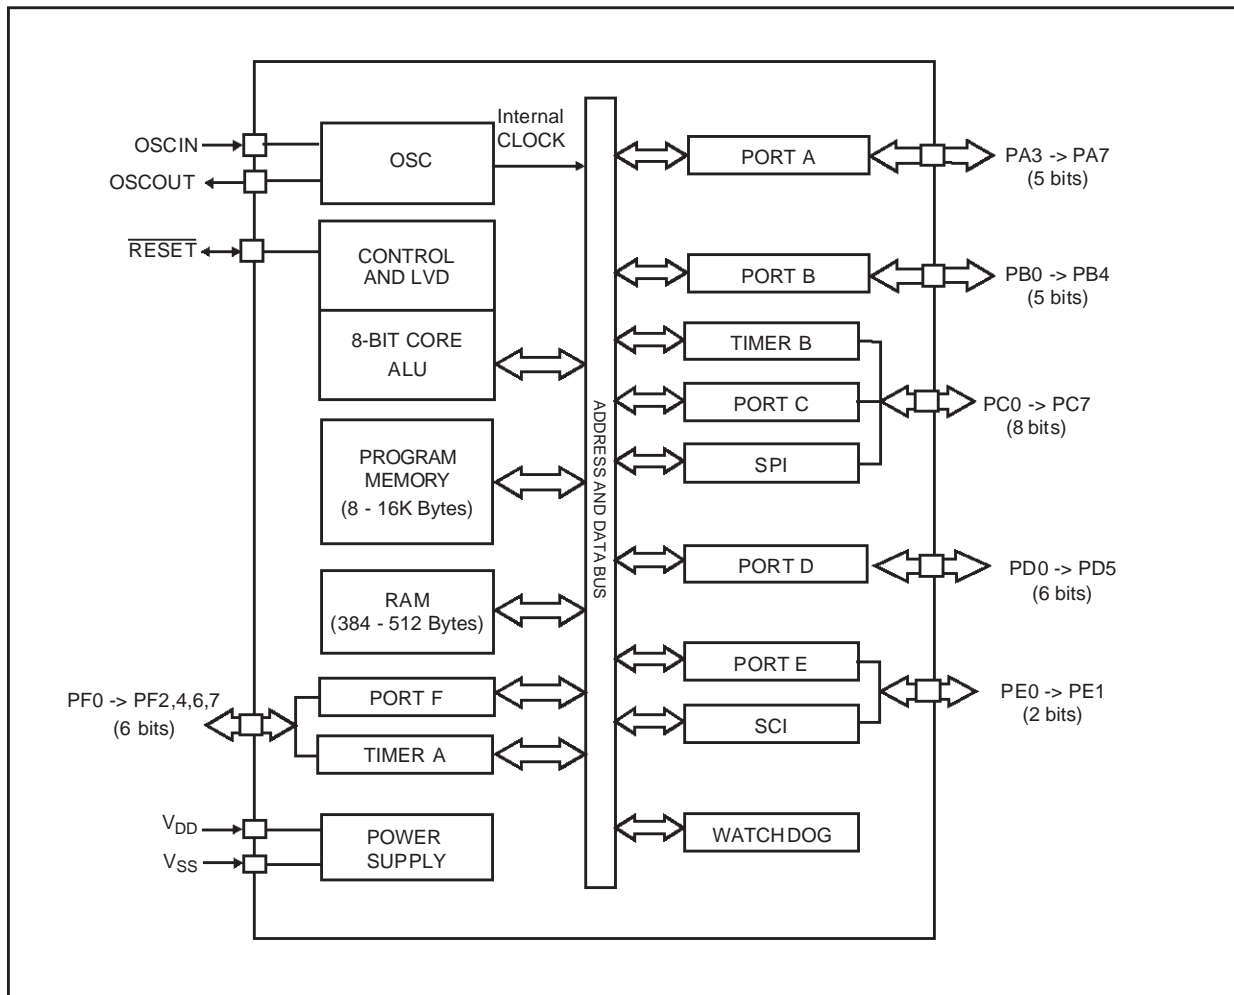 OSCIN
OSCOUT
OSC
Internal
CLOCK
RESET
CONTROL
AND LVD
8-BIT CORE
ALU
PROGRAM
MEMORY
(8 - 16K Bytes)
RAM
(384 - 512 Bytes)
PF0 -> PF2,4,6,7
(6 bits)
PORT F
TIMER A
VDD
VSS
POWER
SUPPLY
ADDRESS AND DATA BUS
PORT A
PA3 -> PA7
(5 bits)
PORT B
PB0 -> PB4
(5 bits)
TIMER B
PORT C
SPI
PC0 -> PC7
(8 bits)
PORT D
PD0 -> PD5
(6 bits)
PORT E
SCI
PE0 -> PE1
(2 bits)
WATCHDOG